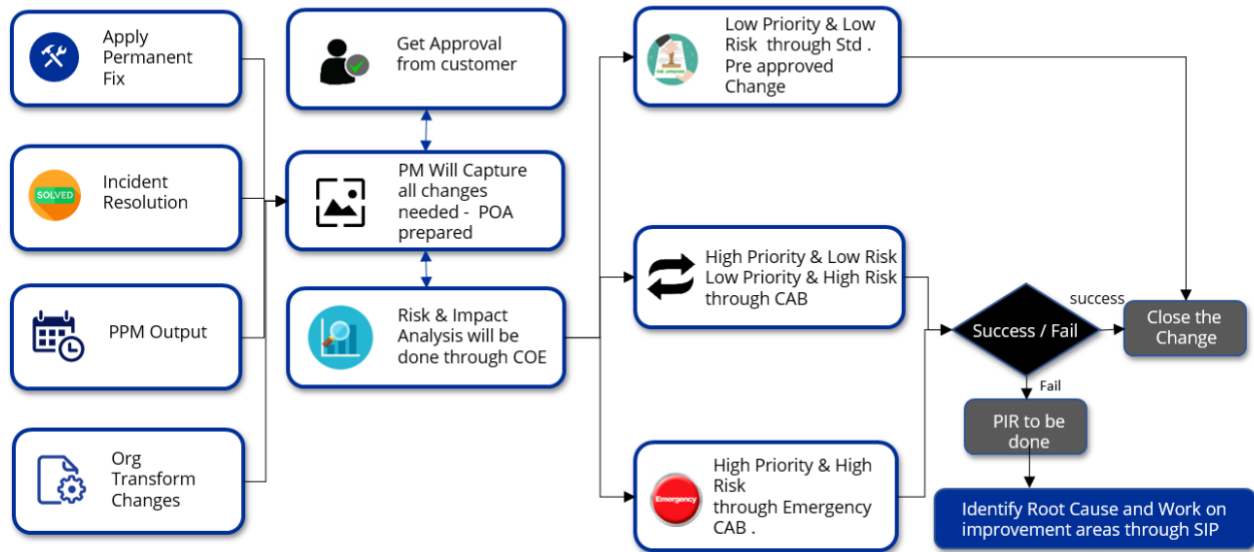 Apply
Permanent
Fix
SOLVED
Incident
Resolution
PPM Output
Org
Transform
Changes
Get Approval
from customer
PM Will Capture
all changes
needed -  POA
prepared
Risk & Impact
Analysis will be
done through COE
Low Priority & Low
Risk  through Std .
Pre approved
Change
High Priority & Low Risk
Low Priority & High Risk
through CAB
Emergency
High Priority & High
Risk
through Emergency
CAB .
Success / Fail
success
Close the
Change
Fail
PIR to be
done
Identify Root Cause and Work on
improvement areas through SIP